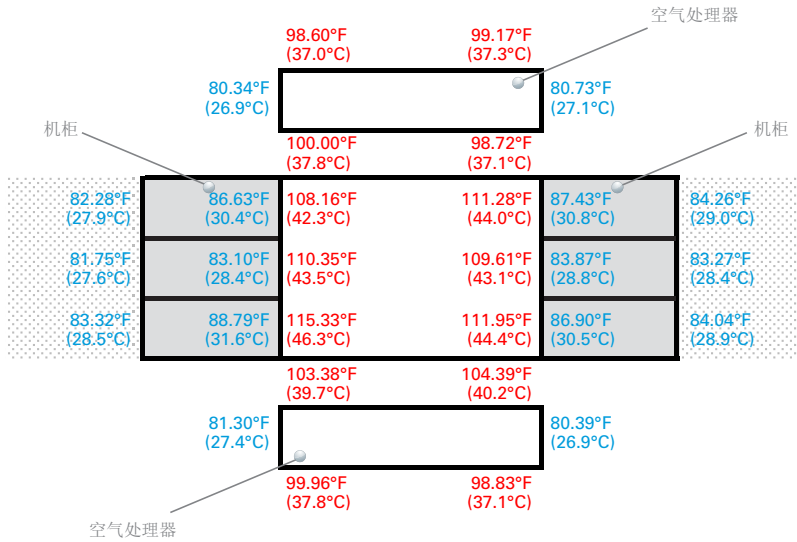 空气处理器
98.60°F
(37.0°C)
99.17°F
(37.3°C)
80.34°F
(26.9°C)
80.73°F
(27.1°C)
机柜
机柜
100.00°F
(37.8°C)
98.72°F
(37.1°C)
82.28°F
(27.9°C)
86.63°F
(30.4°C)
108.16°F
(42.3°C)
111.28°F
(44.0°C)
87.43°F
(30.8°C)
84.26°F
(29.0°C)
81.75°F
(27.6°C)
83.10°F
(28.4°C)
110.35°F
(43.5°C)
109.61°F
(43.1°C)
83.87°F
(28.8°C)
83.27°F
(28.4°C)
83.32°F
(28.5°C)
88.79°F
(31.6°C)
115.33°F
(46.3°C)
111.95°F
(44.4°C)
86.90°F
(30.5°C)
84.04°F
(28.9°C)
103.38°F
(39.7°C)
104.39°F
(40.2°C)
81.30°F
(27.4°C)
80.39°F
(26.9°C)
99.96°F
(37.8°C)
98.83°F
(37.1°C)
空气处理器